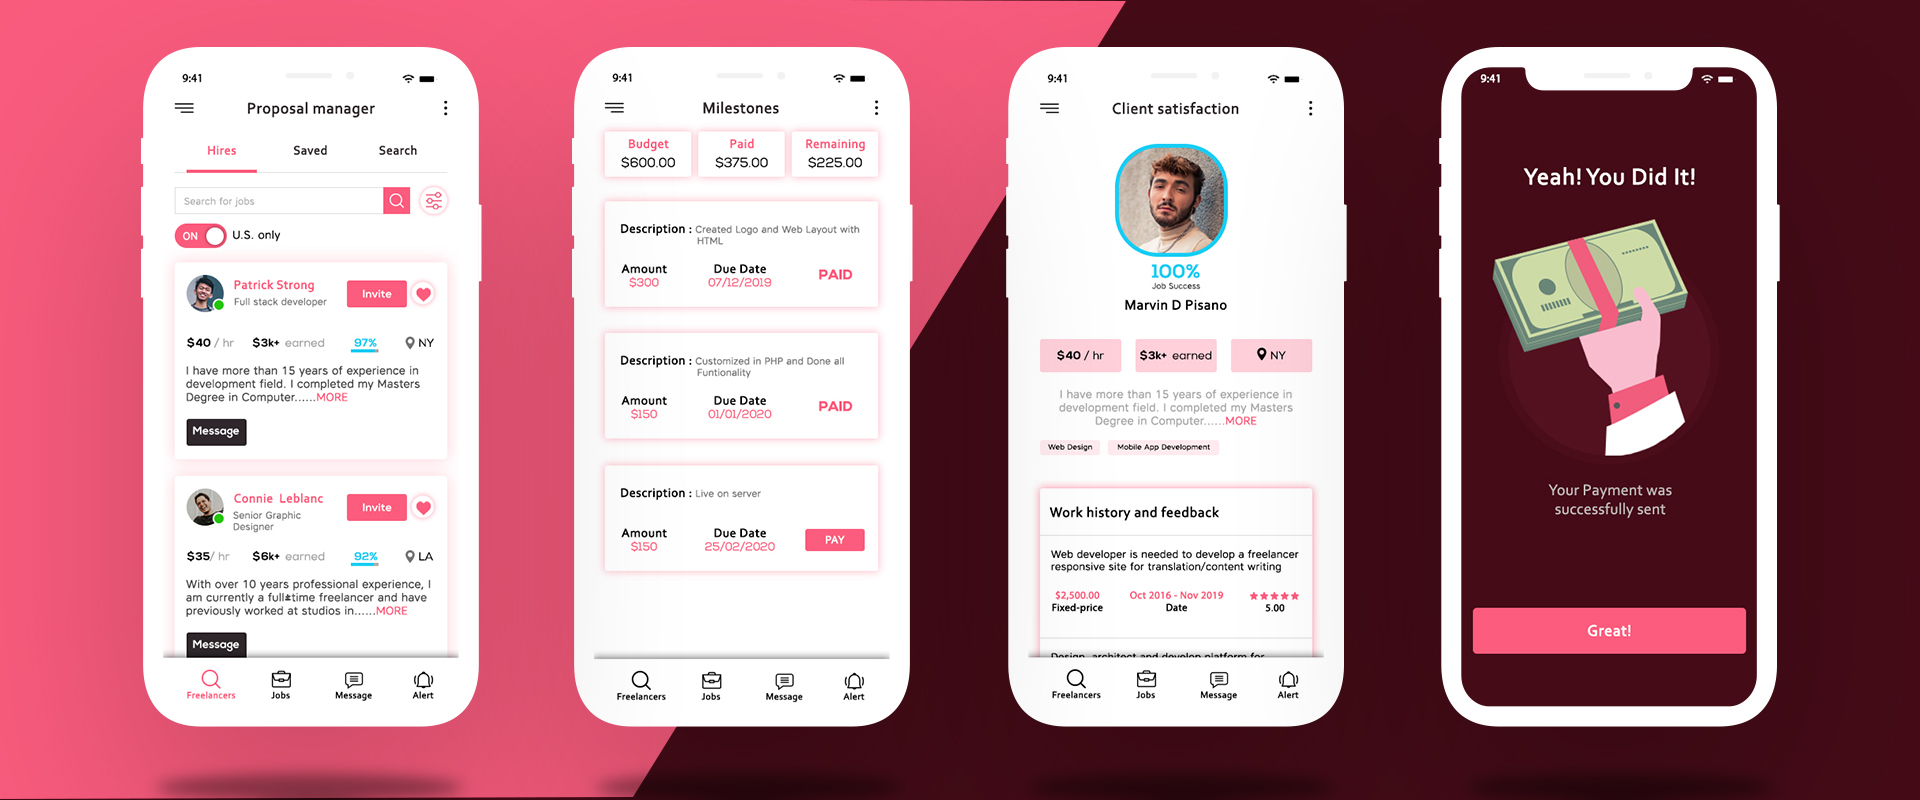 9:41
Proposal manager
Hires Saved Search
Search for jobs
ON U.S. only
Patrick Strong
Full stack developer
Invite
$40 / hr $3k+ earned 97% NY
I have more than 15 years of experience in
development field. I completed my Masters
Degree in Computer......MORE
Message
Connie Leblanc
Senior Graphic
Designer
Invite
$35/ hr $6k+ earned 92% LA
With over 10 years professional experience, I
am currently a full-time freelancer and have
previously worked at studios in......MORE
Message
Freelancers Jobs Message Alert
9:41
Milestones
Budget Paid Remaining
$600.00 $375.00 $225.00
Description : Created Logo and Web Layout with
HTML
Amount Due Date
$300 07/12/2019 PAID
Description : Customized in PHP and Done all
Funtionality
Amount Due Date
$150 01/01/2020 PAID
Description : Live on server
Amount Due Date
$150 25/02/2020 PAY
Freelancers Jobs Message Alert
9:41
Client satisfaction
100%
Job Success
Marvin D Pisano
$40 / hr $3k+ earned NY
I have more than 15 years of experience in
development field. I completed my Masters
Degree in Computer......MORE
Web Design Mobile App Development
Work history and feedback
Web developer is needed to develop a freelancer
responsive site for translation/content writing
$2,500.00 Oct 2016 - Nov 2019
Fixed-price Date 5.00
Design, architect and develop platform for
Freelancers Jobs Message Alert
9:41
Yeah! You Did It!
Your Payment was
successfully sent
Great!